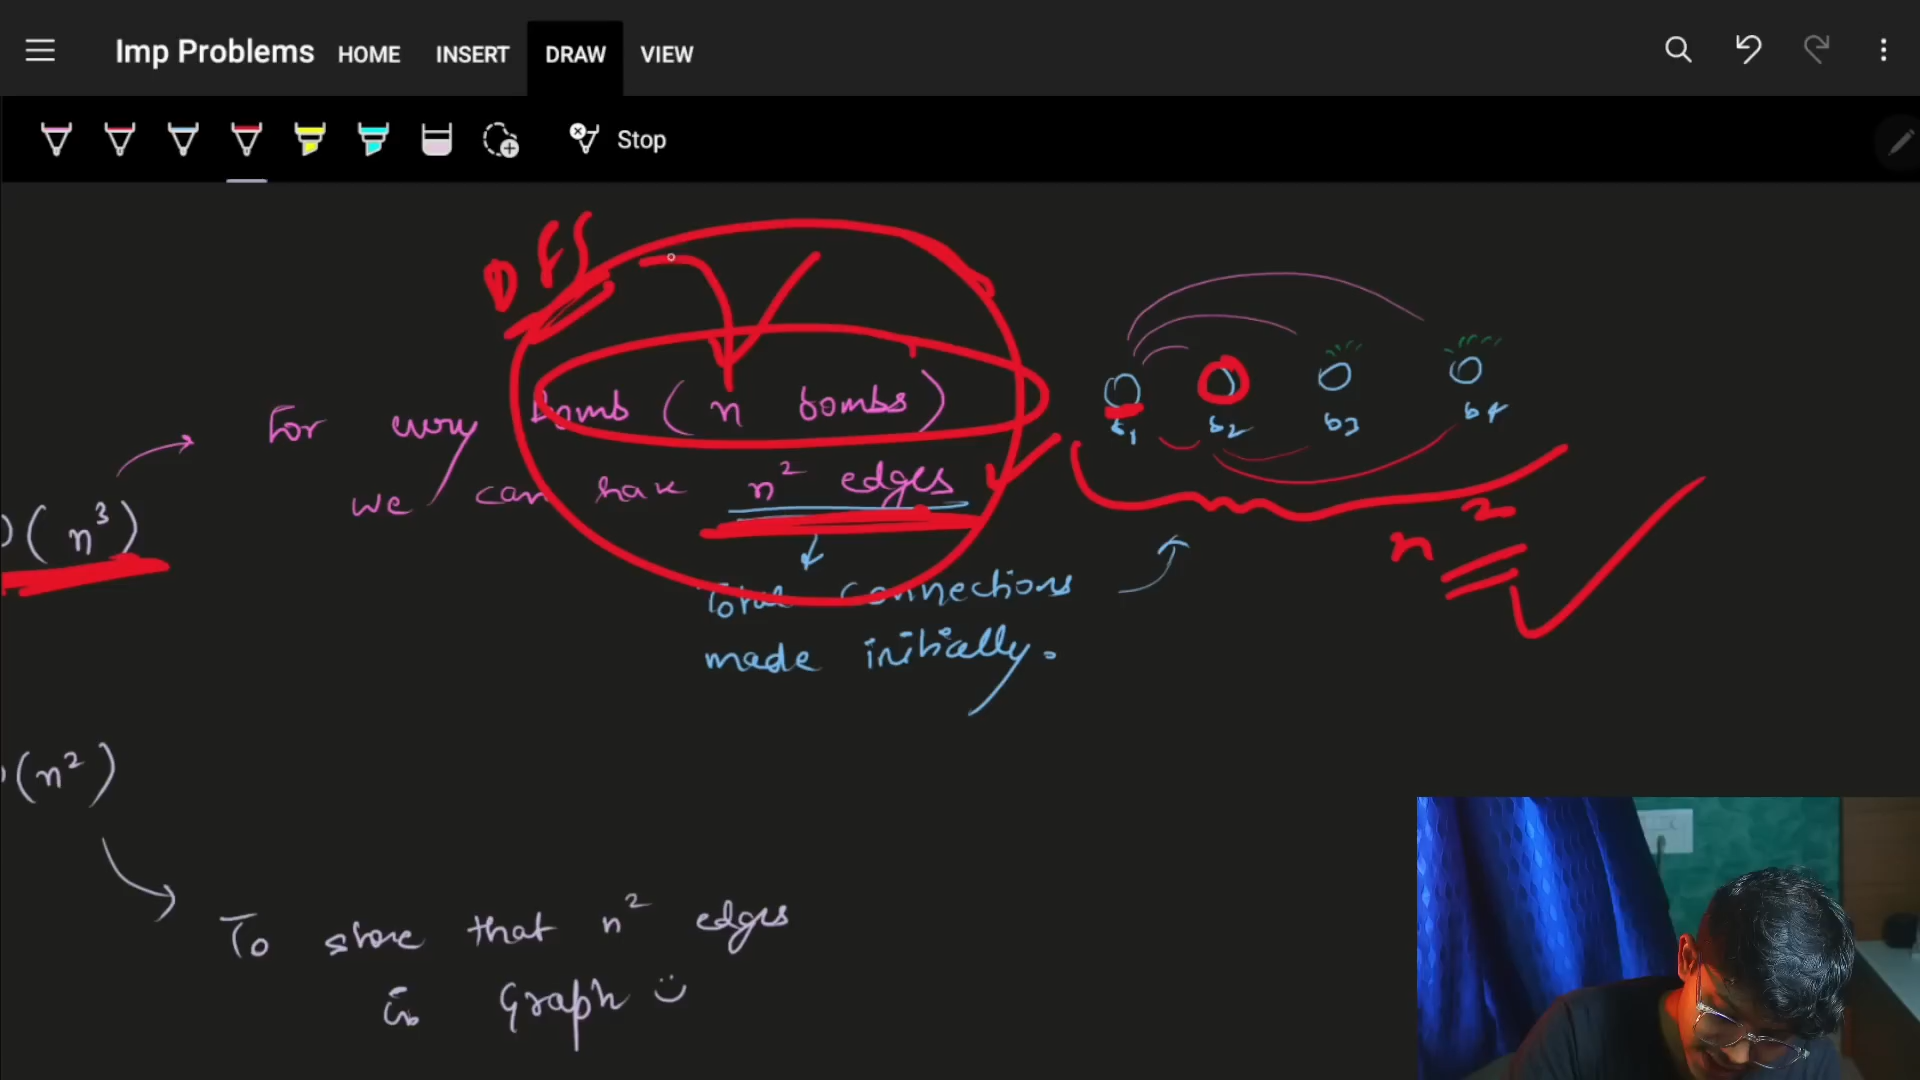 Imp Problems HOME INSERT DRAW VIEW
Stop
DFS
For every Bomb ( n bombs )
we can have n² edges
O( n³ )
Total connections
made initially.
b1 b2 b3 b4
n²
O(n²)
To store that n² edges
in Graph